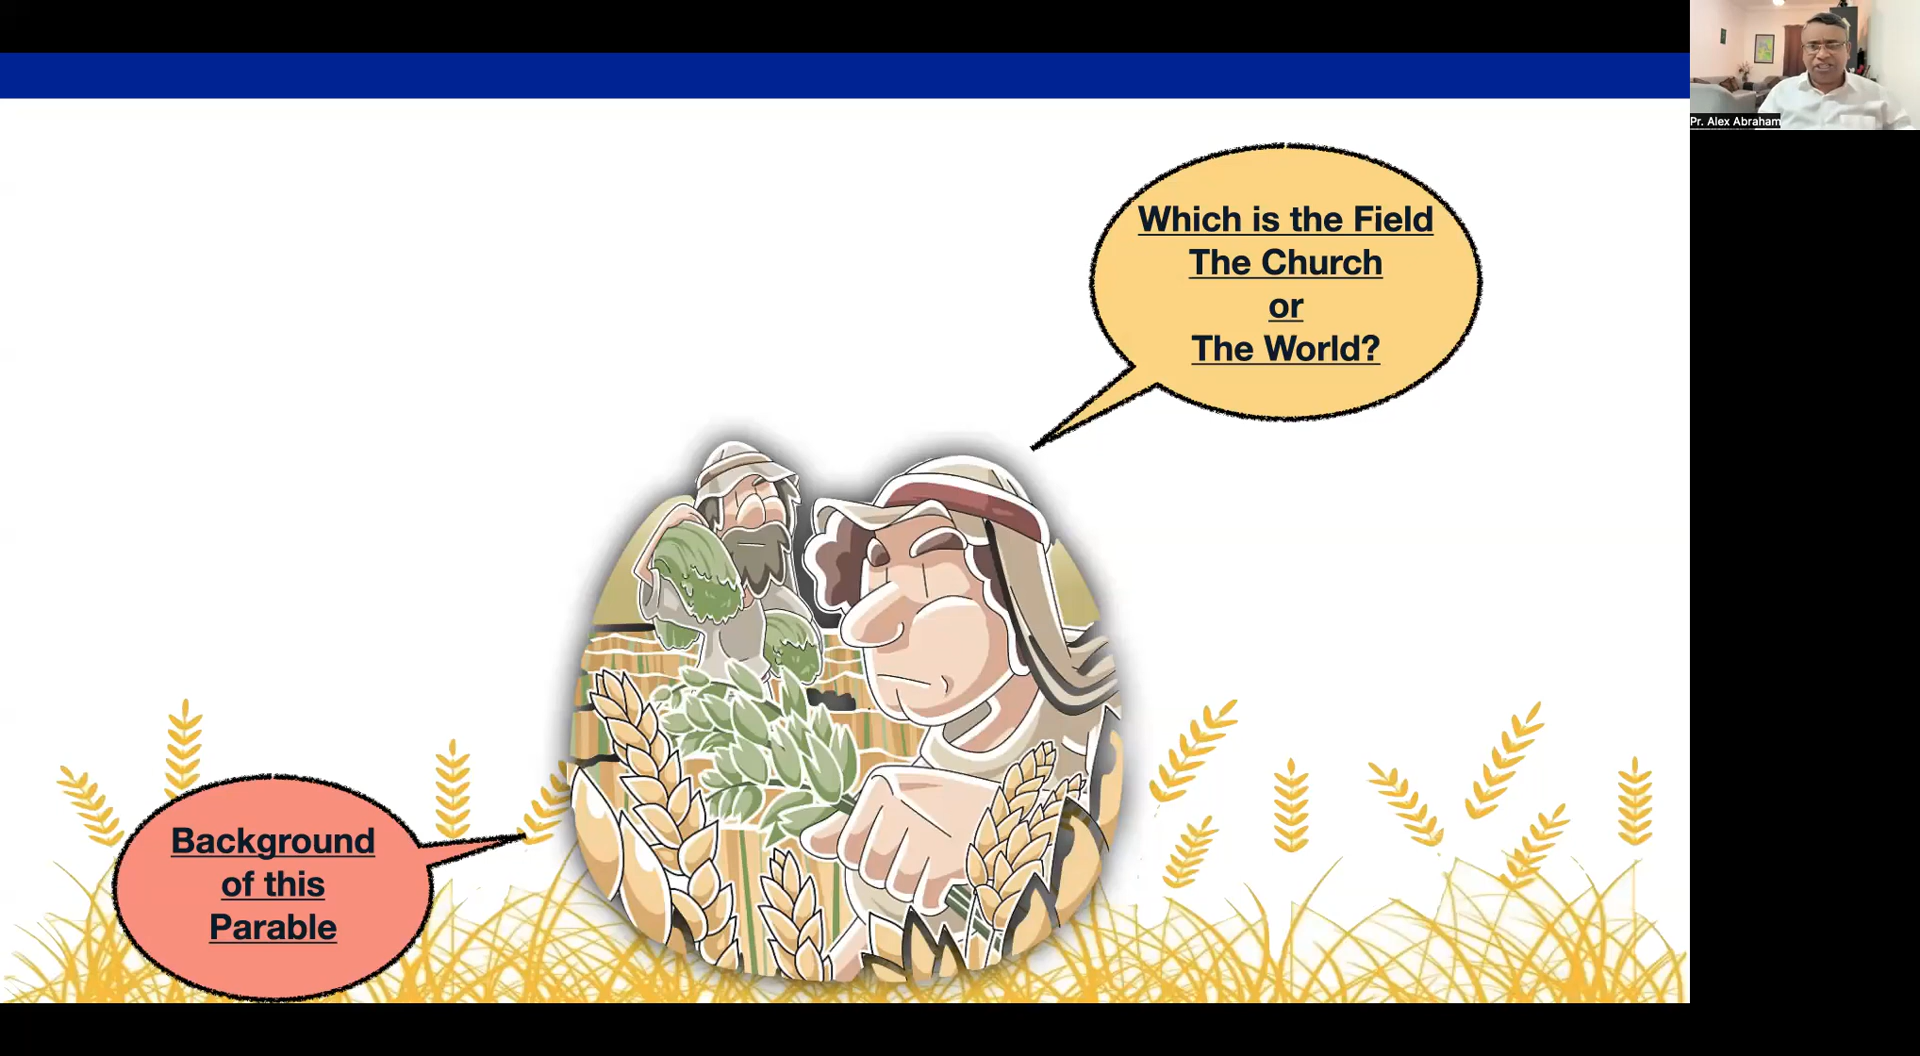 Pr. Alex Abraham
Which is the Field
The Church
or
The World?
Background
of this
Parable